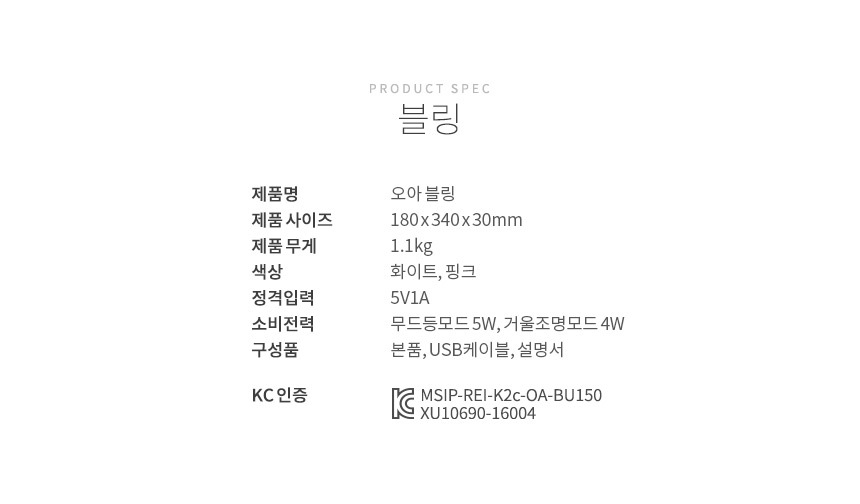 PRODUCT SPEC
블링
제품명 오아 블링
제품 사이즈 180 x 340 x 30mm
제품 무게 1.1kg
색상 화이트, 핑크
정격입력 5V1A
소비전력 무드등모드 5W, 거울조명모드 4W
구성품 본품, USB케이블, 설명서
KC 인증 MSIP-REI-K2c-OA-BU150
XU10690-16004